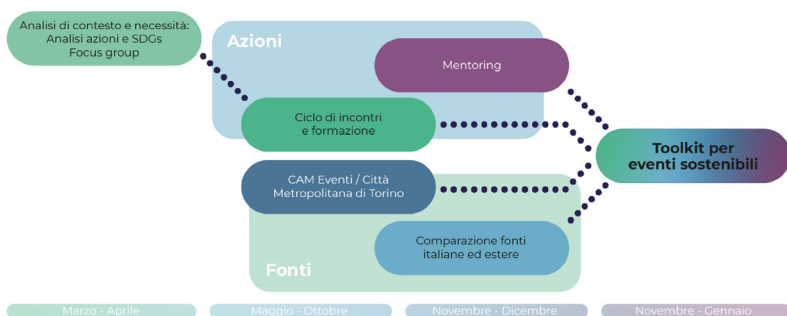 Analisi di contesto e necessità:
Analisi azioni e SDGs
Focus group
Azioni
Mentoring
Ciclo di incontri
e formazione
Toolkit per
eventi sostenibili
CAM Eventi / Città
Metropolitana di Torino
Comparazione fonti
italiane ed estere
Fonti
Marzo - Aprile
Maggio - Ottobre
Novembre - Dicembre
Novembre - Gennaio